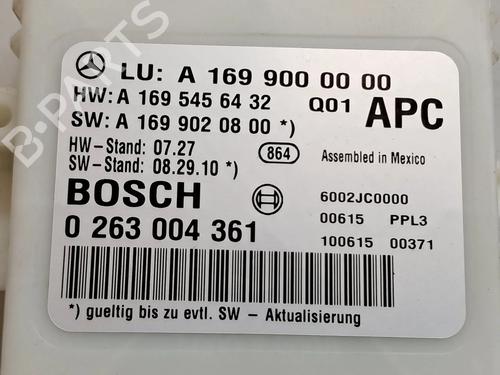 LU: A 169 900 00 00
HW: A 169 545 64 32 Q01 APC
SW: A 169 902 08 00 *)
HW-Stand: 07.27 864 Assembled in Mexico
SW-Stand: 08.29.10 *)
BOSCH 6002JC0000
0 263 004 361 00615 PPL3
100615 00371
*) gueltig bis zu evtl. SW - Aktualisierung
B-PARTS